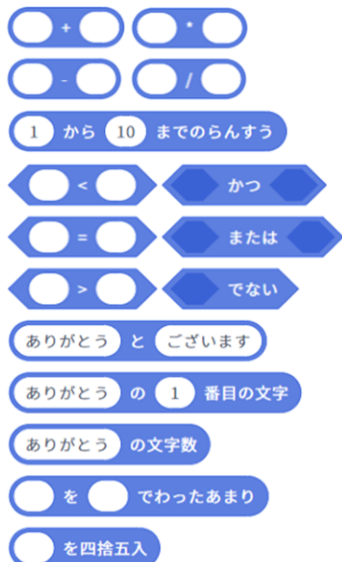 + *
- /
1 から 10 までのらんすう
< かつ
= または
> でない
ありがとう と ございます
ありがとう の 1 番目の文字
ありがとう の文字数
を でわったあまり
を四捨五入